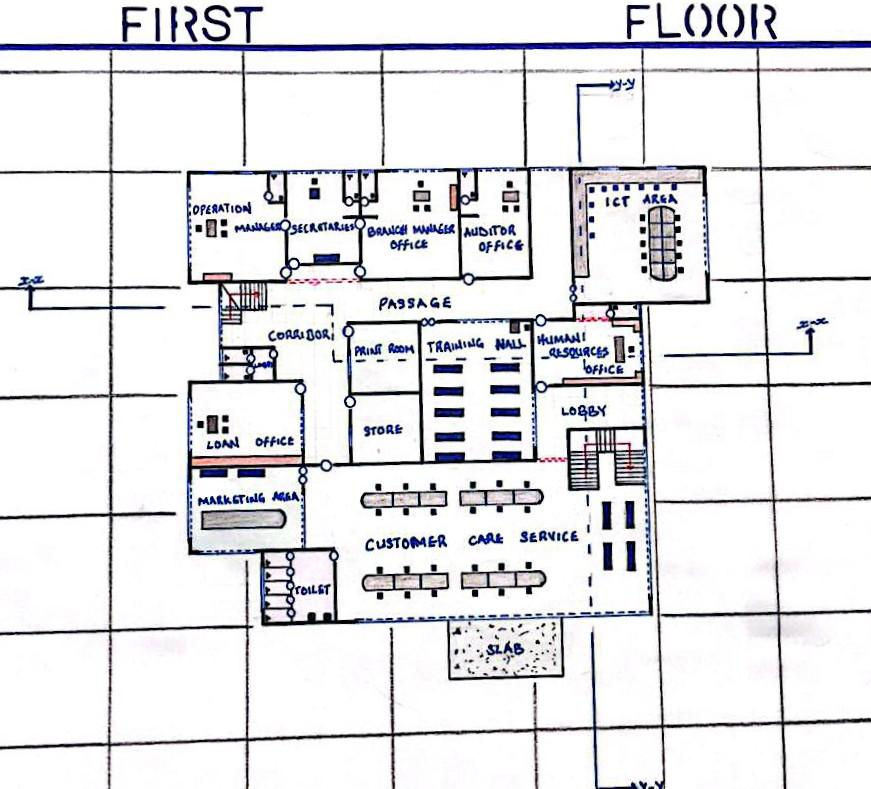 FIRST FLOOR
Y-Y
OPERATION
MANAGER
SECRETARIES
BRANCH MANAGER
OFFICE
AUDITOR
OFFICE
ICT AREA
X-X
PASSAGE
X-X
CORRIDOR
PRINT ROOM
TRAINING HALL
HUMAN
RESOURCES
OFFICE
LOBBY
STORE
LOAN OFFICE
MARKETING AREA
CUSTOMER CARE SERVICE
TOILET
SLAB
Y-Y